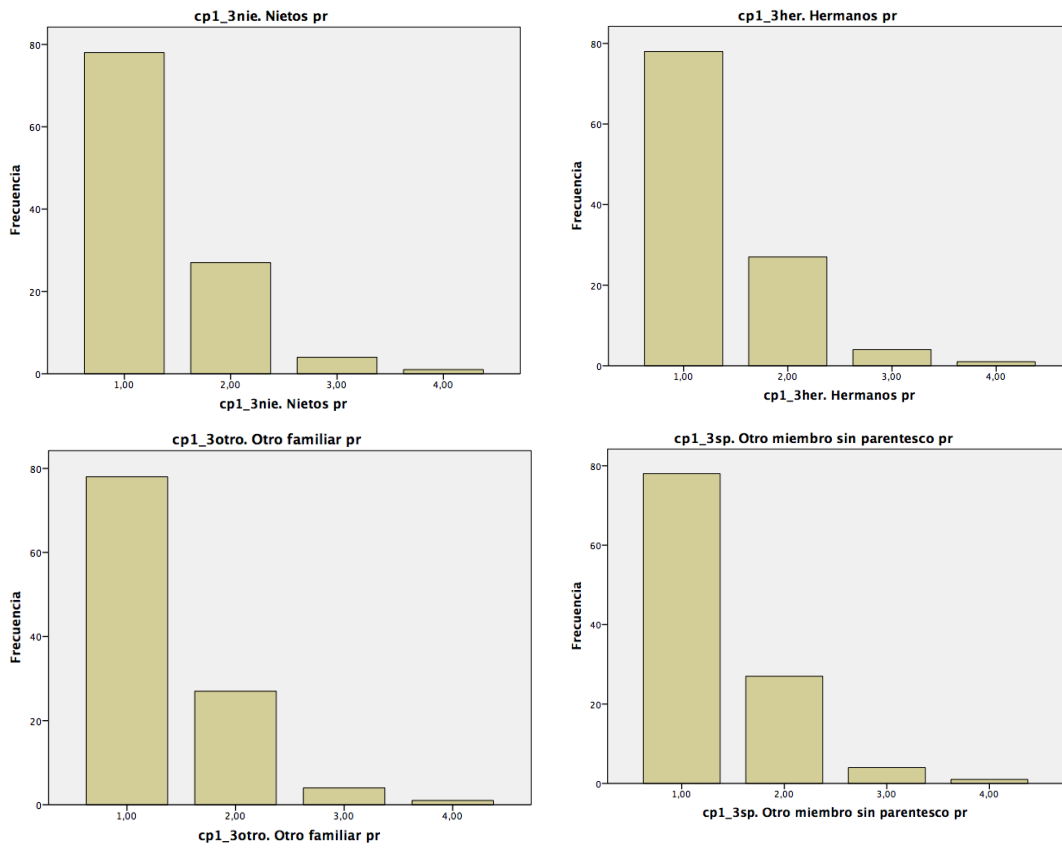 cp1_3nie. Nietos pr
80
60
40
20
0
Frecuencia
1,00 2,00 3,00 4,00
cp1_3nie. Nietos pr
cp1_3her. Hermanos pr
80
60
40
20
0
Frecuencia
1,00 2,00 3,00 4,00
cp1_3her. Hermanos pr
cp1_3otro. Otro familiar pr
80
60
40
20
0
Frecuencia
1,00 2,00 3,00 4,00
cp1_3otro. Otro familiar pr
cp1_3sp. Otro miembro sin parentesco pr
80
60
40
20
0
Frecuencia
1,00 2,00 3,00 4,00
cp1_3sp. Otro miembro sin parentesco pr